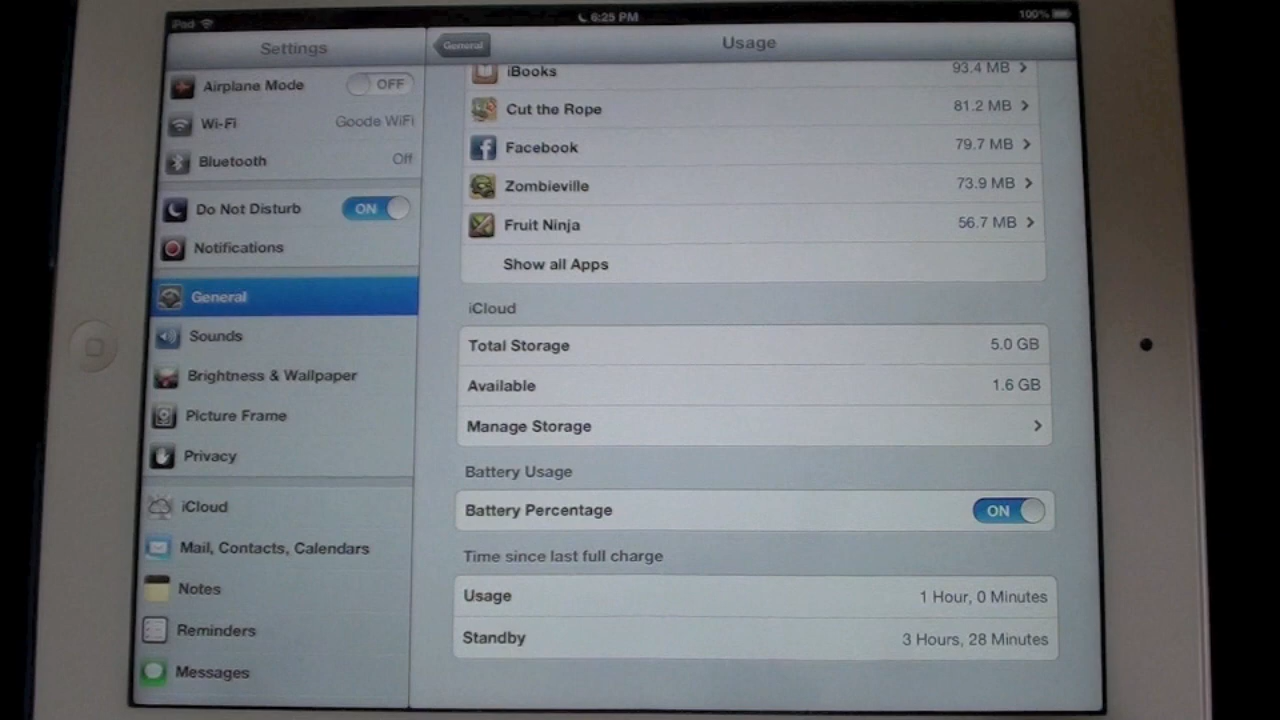 iPad
6:25 PM
100%
Settings
General
Usage
Airplane Mode OFF
Wi-Fi Goode WiFi
Bluetooth Off
Do Not Disturb ON
Notifications
General
Sounds
Brightness & Wallpaper
Picture Frame
Privacy
iCloud
Mail, Contacts, Calendars
Notes
Reminders
Messages
iBooks 93.4 MB
Cut the Rope 81.2 MB
Facebook 79.7 MB
Zombieville 73.9 MB
Fruit Ninja 56.7 MB
Show all Apps
iCloud
Total Storage 5.0 GB
Available 1.6 GB
Manage Storage
Battery Usage
Battery Percentage ON
Time since last full charge
Usage 1 Hour, 0 Minutes
Standby 3 Hours, 28 Minutes